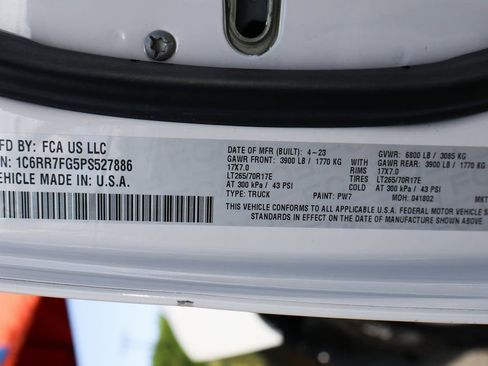 FD BY: FCA US LLC
N: 1C6RR7FG5PS527886
EHICLE MADE IN: U.S.A.
DATE OF MFR (BUILT): 4-23 GVWR: 6800 LB / 3085 KG
GAWR FRONT: 3900 LB / 1770 KG WITH GAWR REAR: 3900 LB / 1770 KG
17X7.0 RIMS 17X7.0
LT265/70R17E TIRES LT265/70R17E
AT 300 kPa / 43 PSI AT 300 kPa / 43 PSI
TYPE: TRUCK PAINT: PW7 MDH: 041802 MKT
THIS VEHICLE CONFORMS TO ALL APPLICABLE U.S.A. FEDERAL MOTOR VEHICLE S
STANDARDS IN EFFECT ON THE DATE OF MANUFACTURE SHOWN ABOVE.